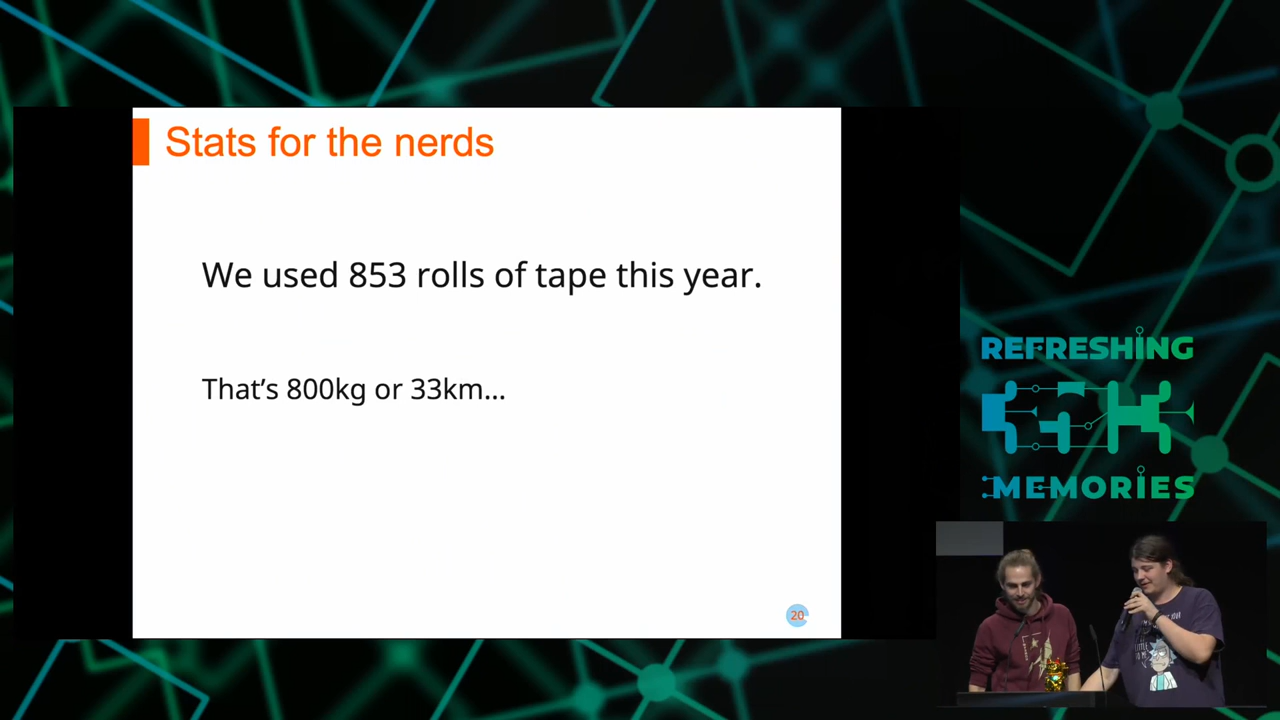 Stats for the nerds
We used 853 rolls of tape this year.
That's 800kg or 33km...
20
REFRESHING
MEMORIES